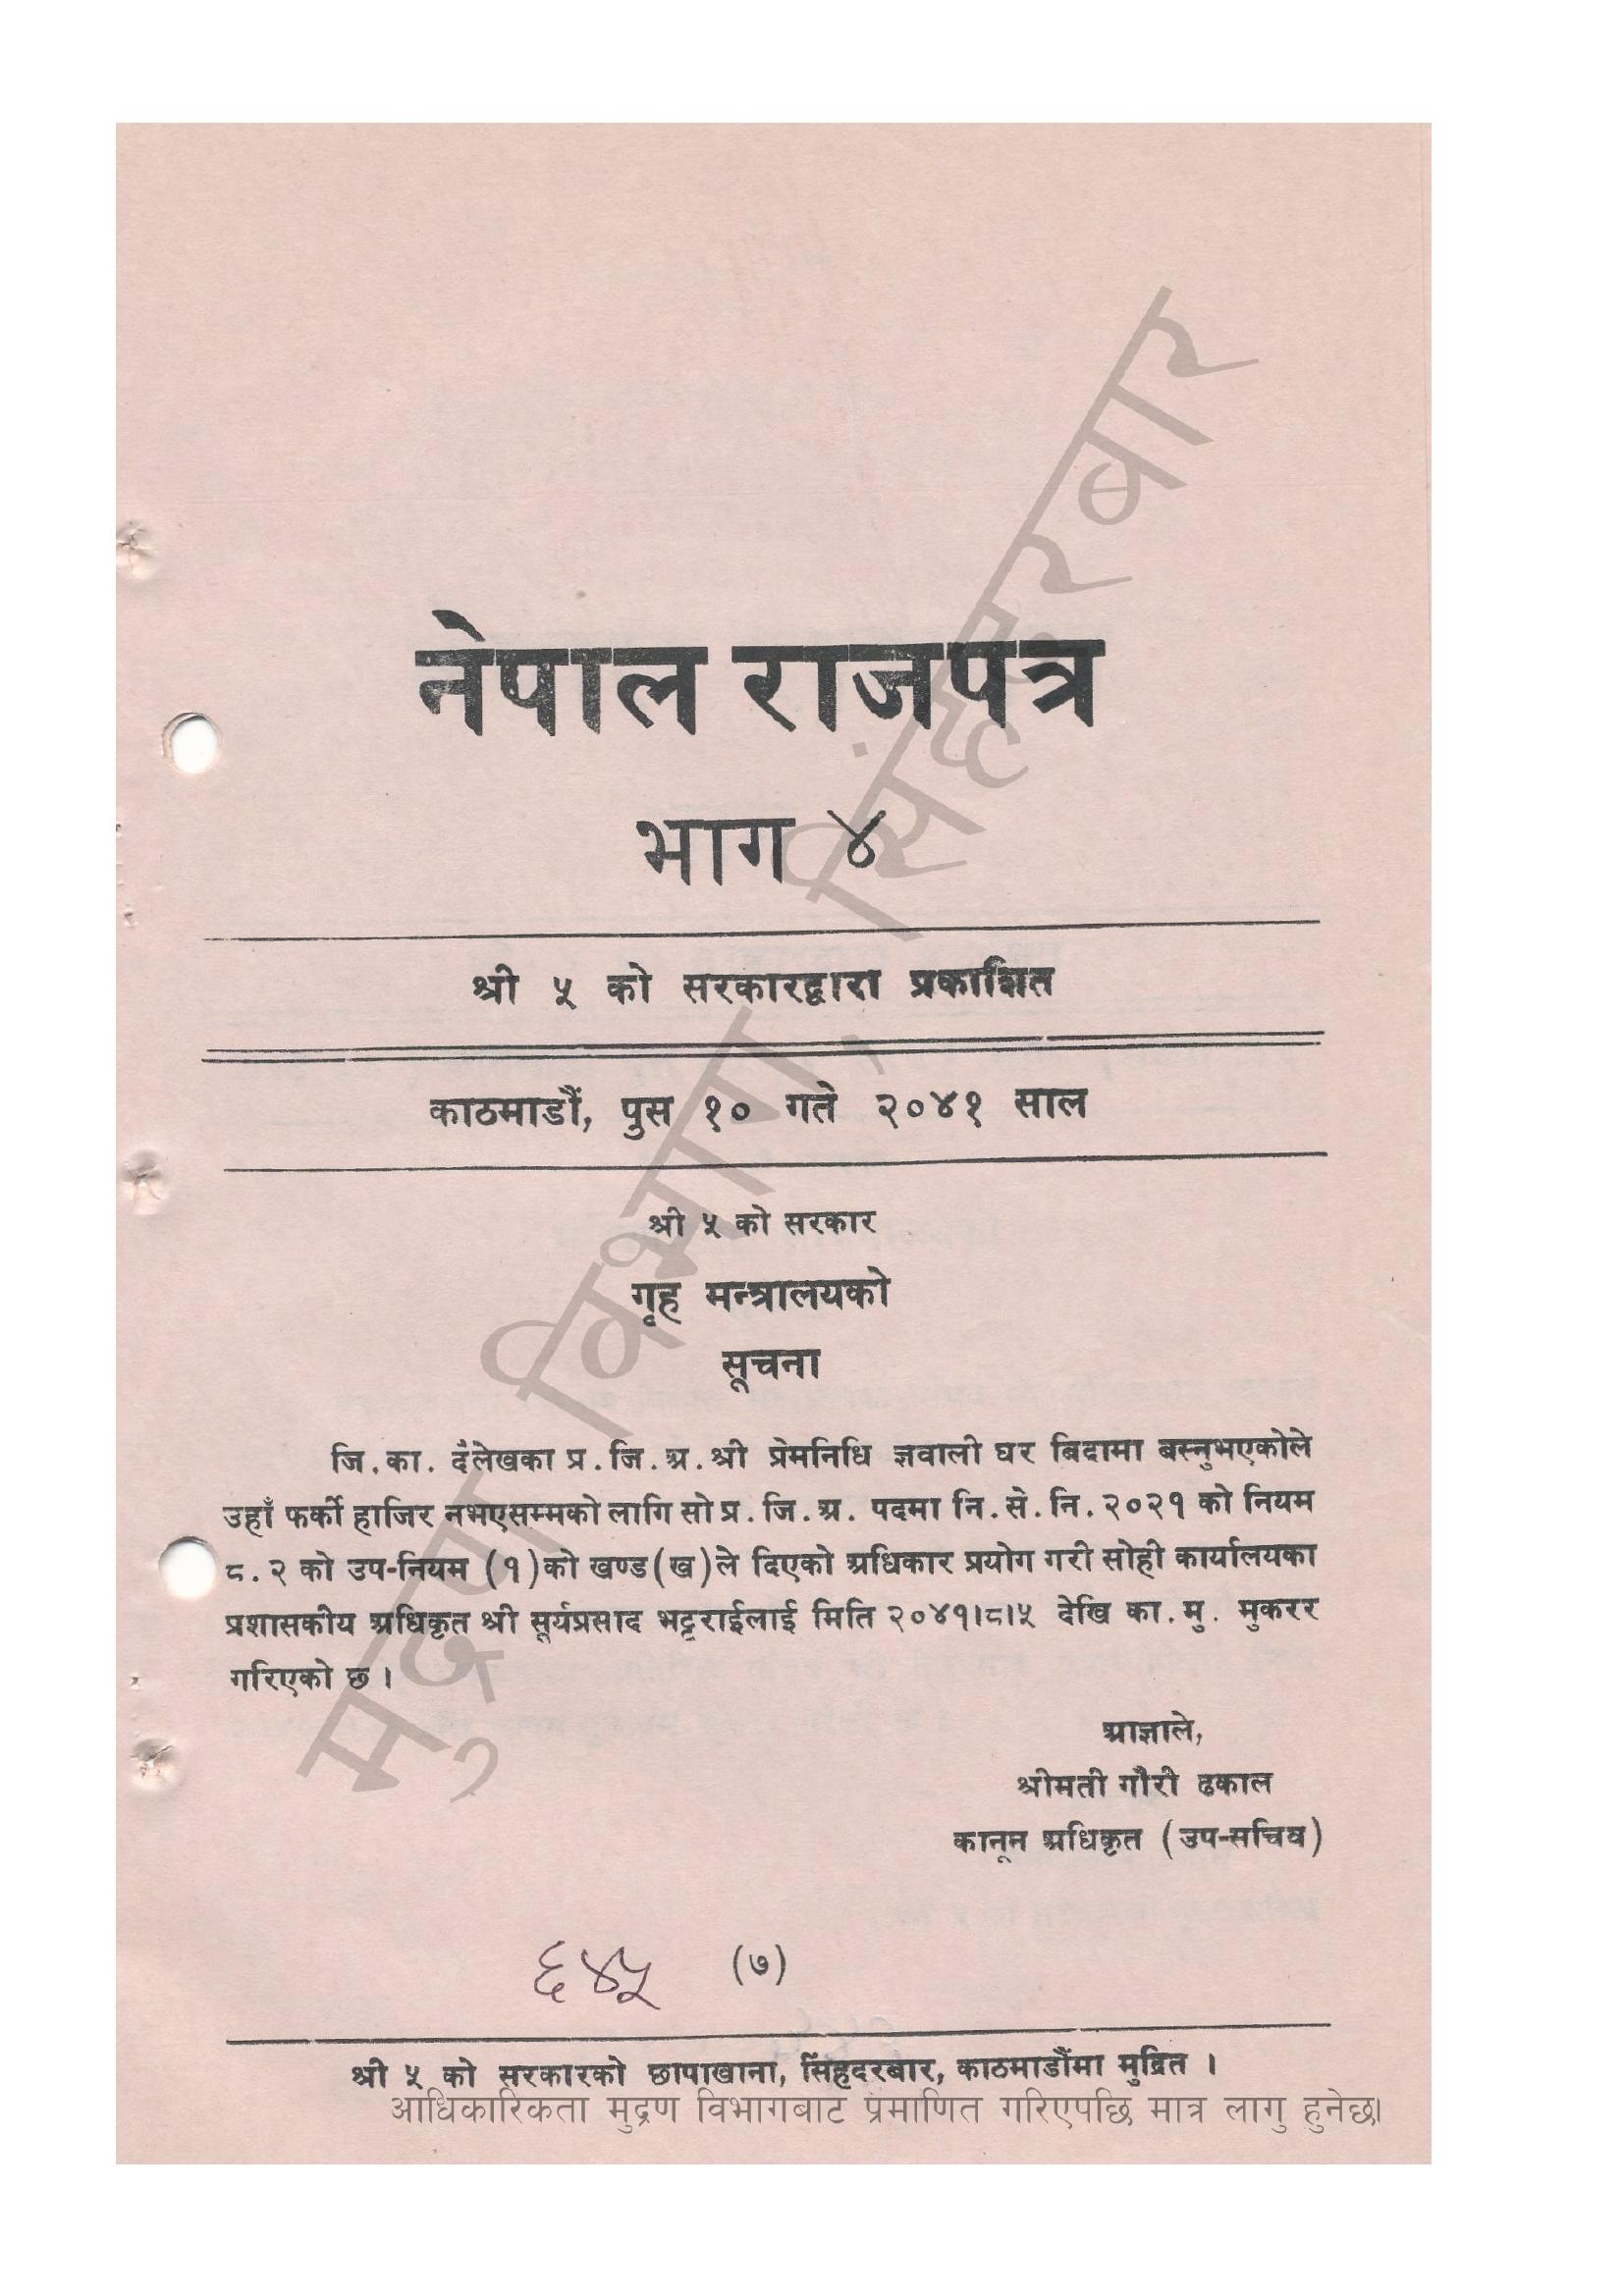 नेपाल राजपत्र
भाग ४
श्री ५ को सरकारद्वारा प्रकाशित
काठमाडौं, पुस १० गते २०४१ साल
श्री ५ को सरकार
गृह मन्त्रालयको
सूचना
जि.का. दैलेखका प्र.जि.अ.श्री प्रेमनिधि ज्ञवाली घर बिदामा बस्नुभएकोले
उहाँ फर्की हाजिर नभएसम्मको लागि सो प्र.जि.अ. पदमा नि.से.नि.२०२१ को नियम
८.२ को उप-नियम (१)को खण्ड(ख)ले दिएको अधिकार प्रयोग गरी सोही कार्यालयका
प्रशासकीय अधिकृत श्री सूर्यप्रसाद भट्टराईलाई मिति २०४१।८।५ देखि का.मु. मुकरर
गरिएको छ ।
आज्ञाले,
श्रीमती गौरी ढकाल
कानून अधिकृत (उप-सचिव)
६४५ (७)
श्री ५ को सरकारको छापाखाना, सिंहदरबार, काठमाडौंमा मुद्रित ।
आधिकारिकता मुद्रण विभागबाट प्रमाणित गरिएपछि मात्र लागु हुनेछ।
मुद्रण विभाग, सिंहदरबार